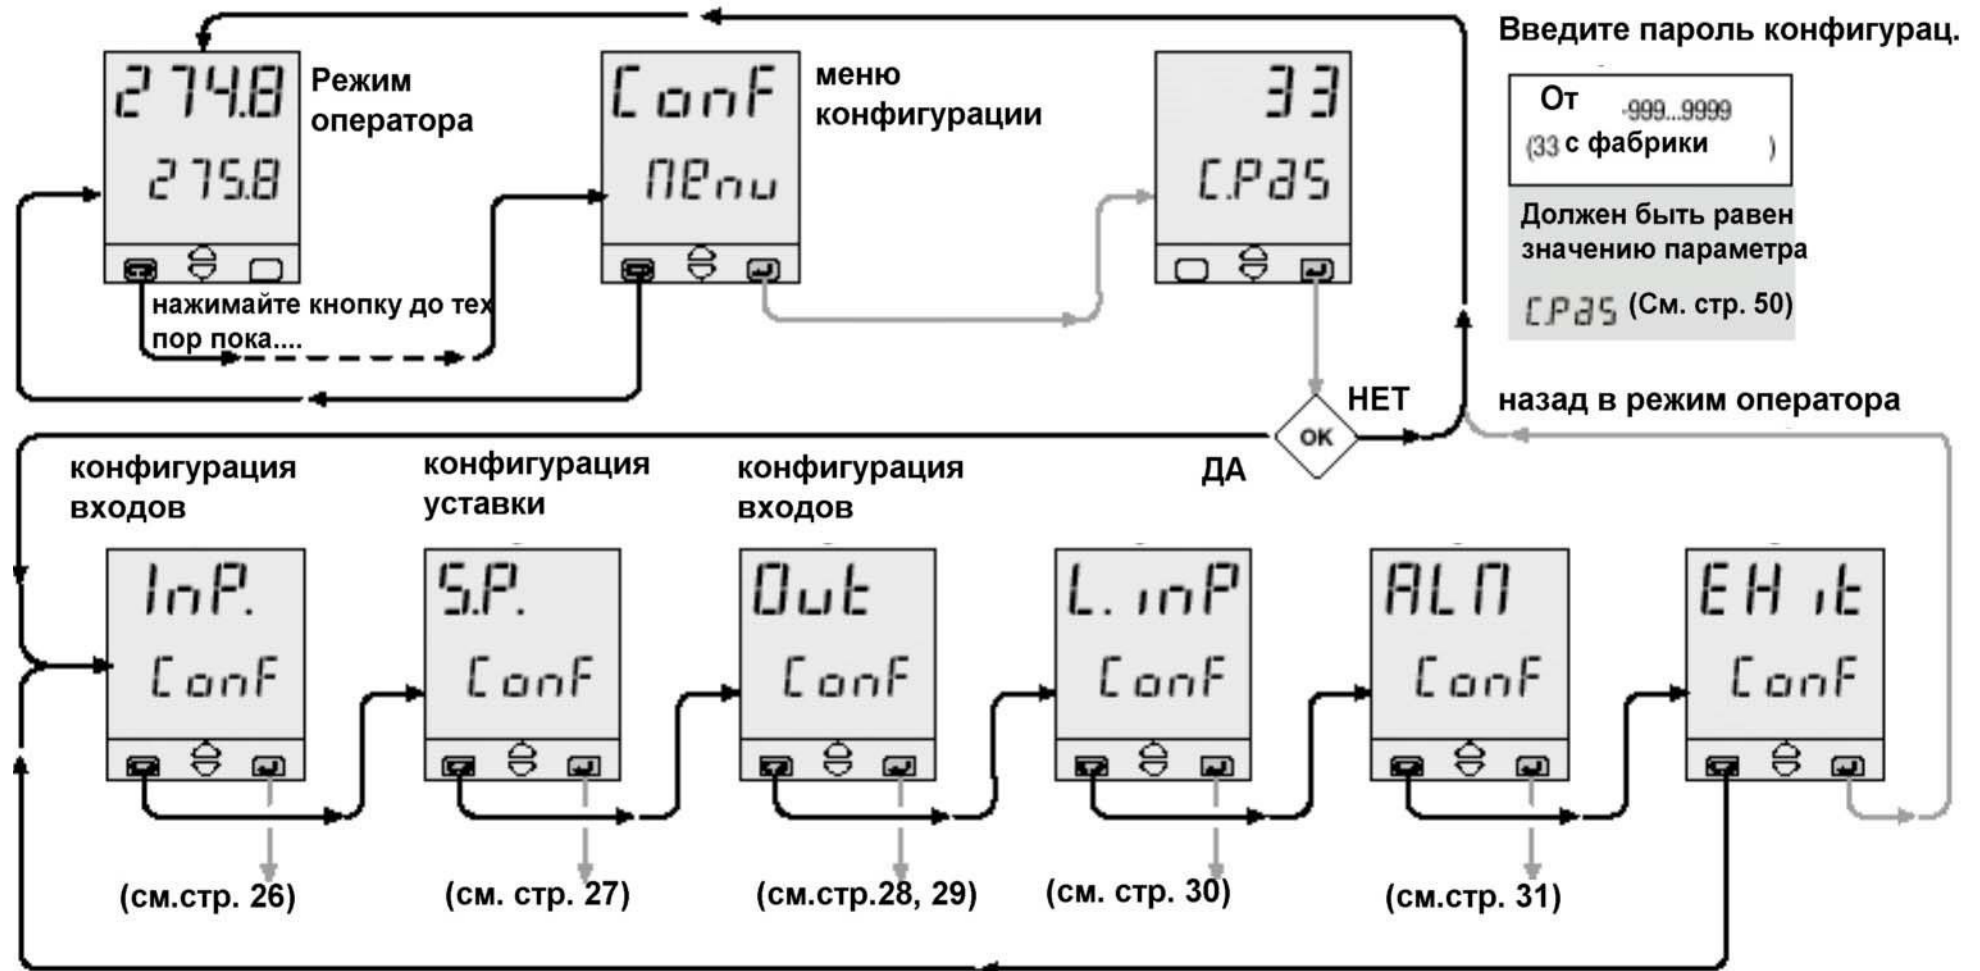 Введите пароль конфигурац.
274.8
275.8
Режим
оператора
ConF
MEnu
меню
конфигурации
33
C.PaS
От -999...9999
(33 с фабрики )
Должен быть равен
значению параметра
C.PaS (См. стр. 50)
нажимайте кнопку до тех
пор пока....
НЕТ
OK
ДА
назад в режим оператора
конфигурация
входов
конфигурация
уставки
конфигурация
входов
InP.
ConF
S.P.
ConF
Out
ConF
L. inP
ConF
ALM
ConF
EHit
ConF
(см.стр. 26)
(см. стр. 27)
(см.стр.28, 29)
(см. стр. 30)
(см.стр. 31)